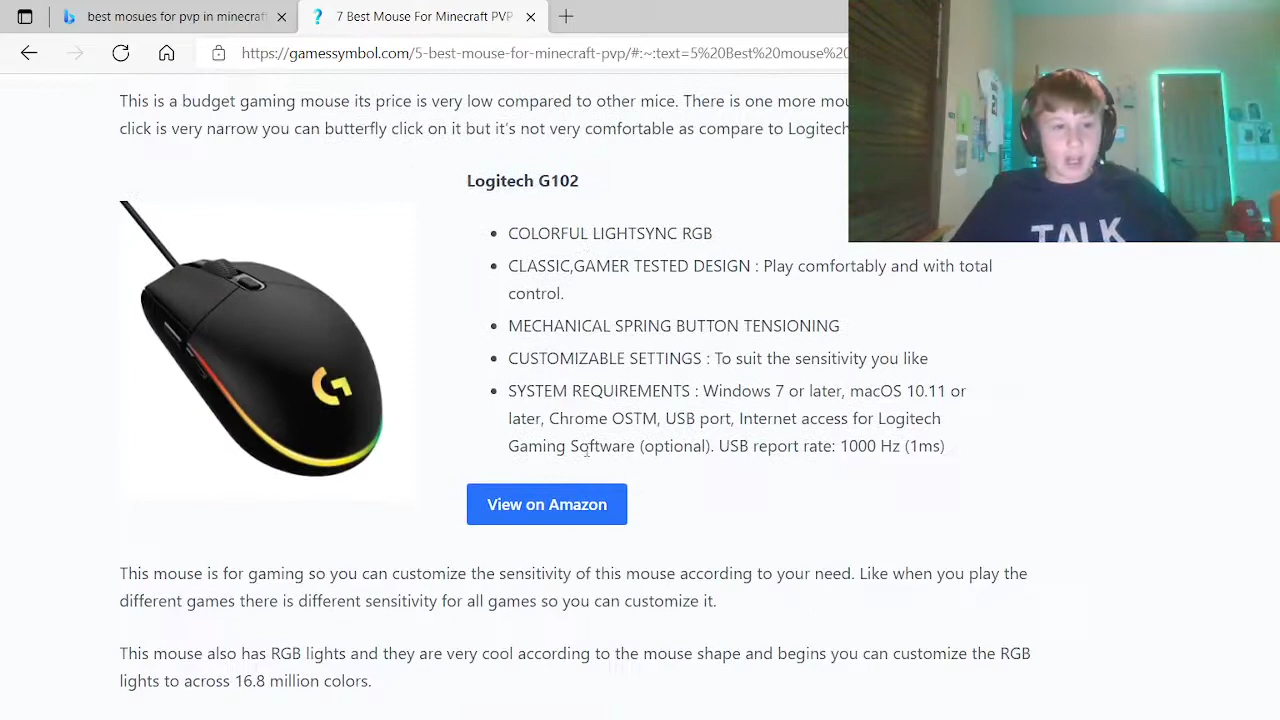 best mosues for pvp in minecraft
7 Best Mouse For Minecraft PVP
https://gamessymbol.com/5-best-mouse-for-minecraft-pvp/#:~:text=5%20Best%20mouse%20
This is a budget gaming mouse its price is very low compared to other mice. There is one more
click is very narrow you can butterfly click on it but it's not very comfortable as compare to Logitech
Logitech G102
• COLORFUL LIGHTSYNC RGB
• CLASSIC,GAMER TESTED DESIGN : Play comfortably and with total
control.
• MECHANICAL SPRING BUTTON TENSIONING
• CUSTOMIZABLE SETTINGS : To suit the sensitivity you like
• SYSTEM REQUIREMENTS : Windows 7 or later, macOS 10.11 or
later, Chrome OSTM, USB port, Internet access for Logitech
Gaming Software (optional). USB report rate: 1000 Hz (1ms)
View on Amazon
This mouse is for gaming so you can customize the sensitivity of this mouse according to your need. Like when you play the
different games there is different sensitivity for all games so you can customize it.
This mouse also has RGB lights and they are very cool according to the mouse shape and begins you can customize the RGB
lights to across 16.8 million colors.
TALK